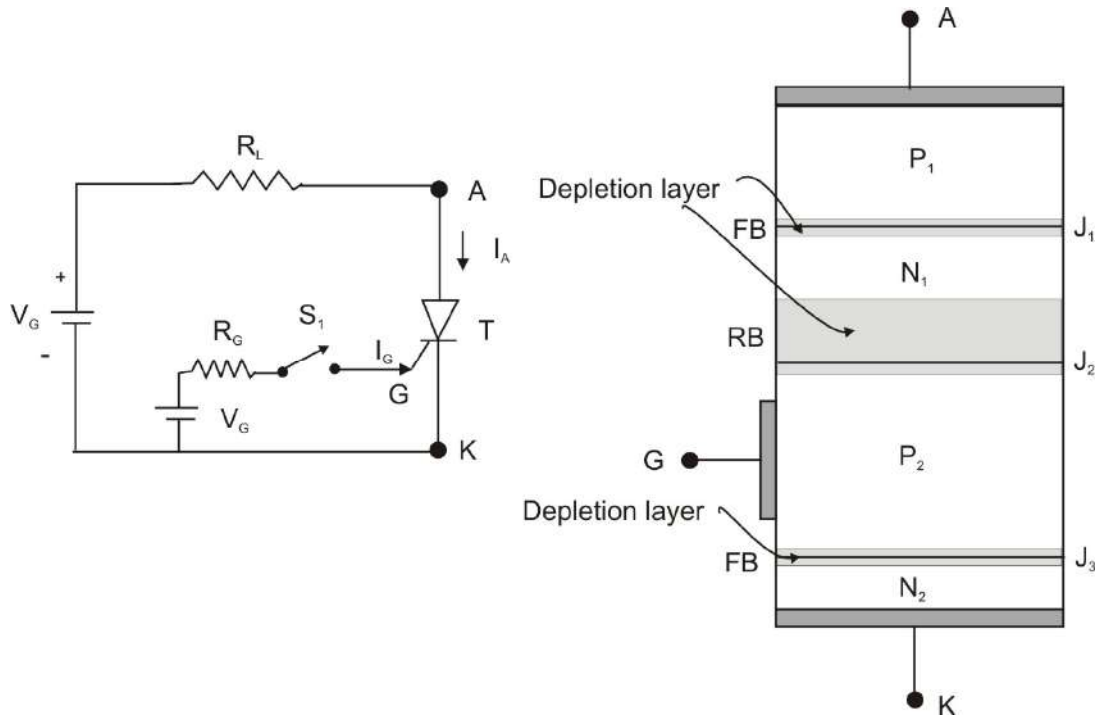 R_L
A
I_A
+
V_G
-
T
S_1
R_G
I_G
G
V_G
K
A
P_1
Depletion layer
FB
J_1
N_1
RB
J_2
G
P_2
Depletion layer
FB
J_3
N_2
K